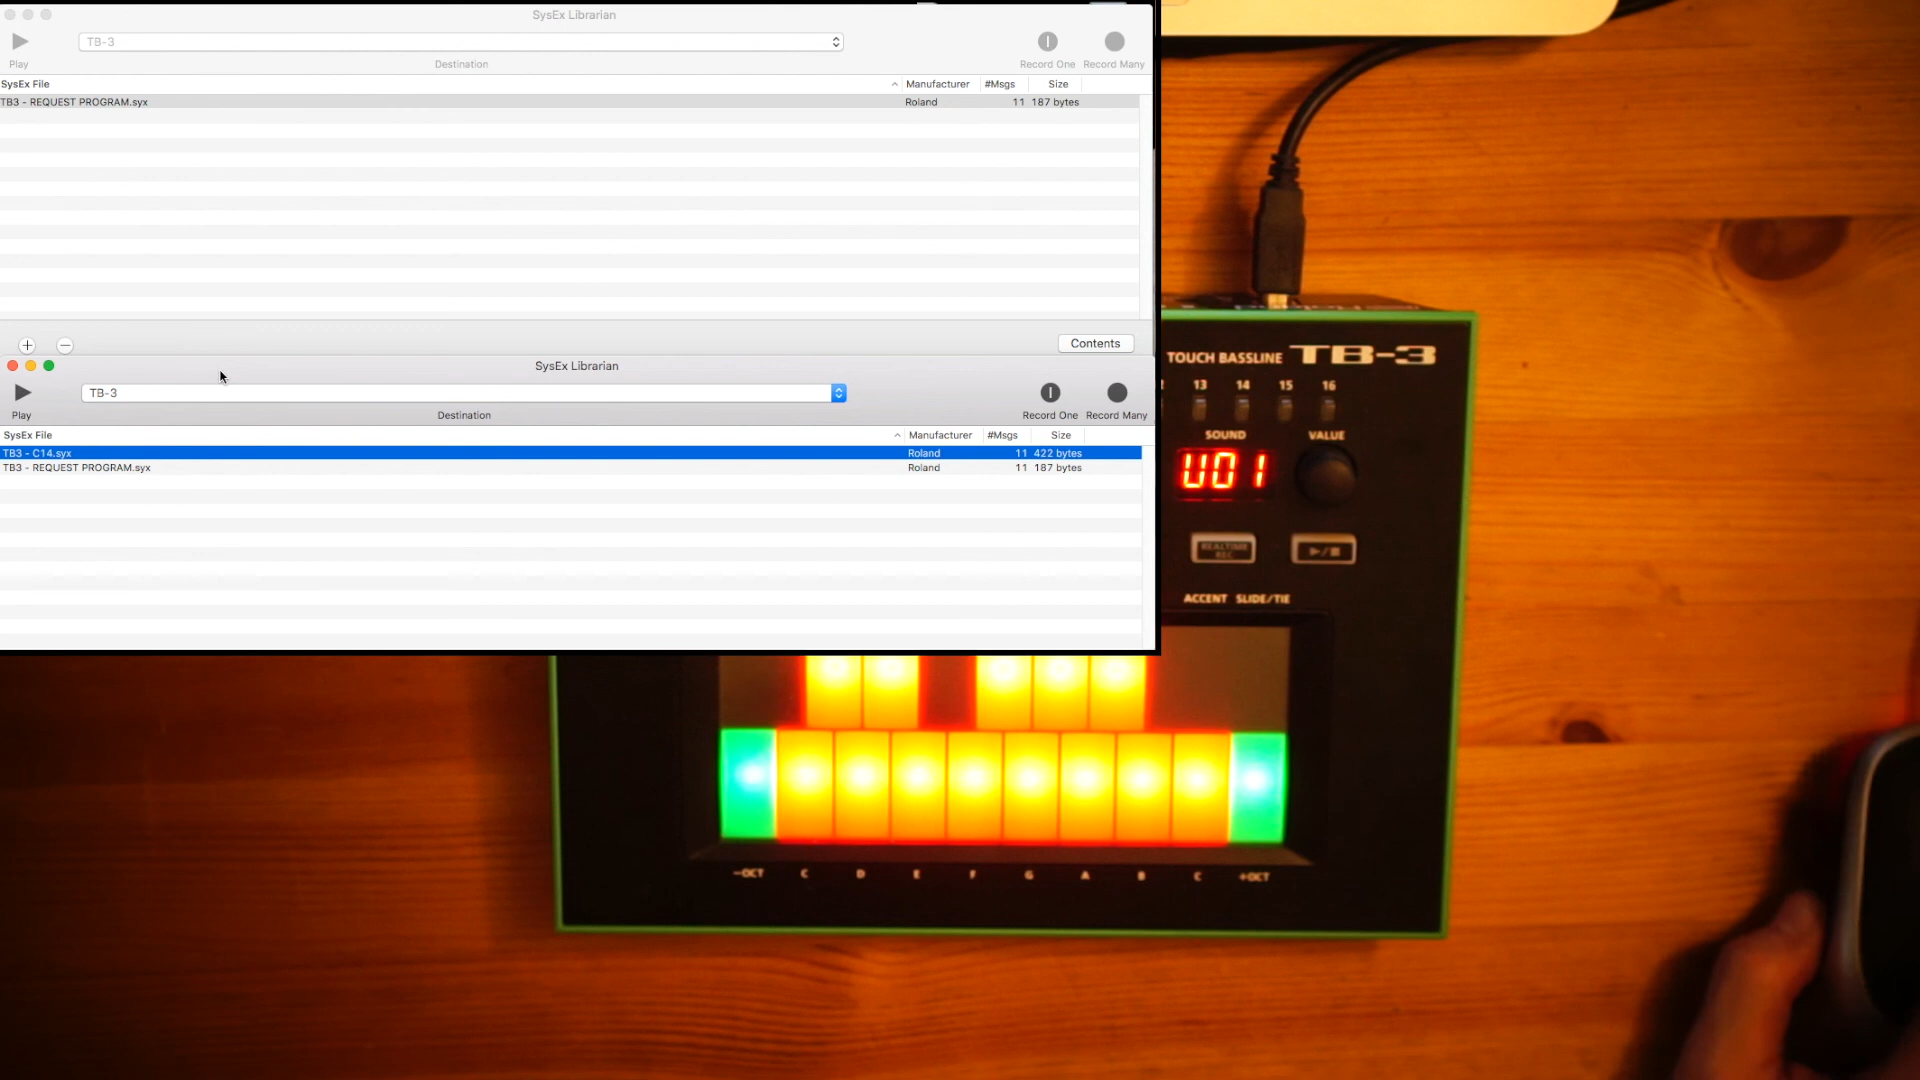 SysEx Librarian
TB-3
Play
Destination
Record One
Record Many
SysEx File
Manufacturer
#Msgs
Size
TB3 - REQUEST PROGRAM.syx
Roland
11
187 bytes
Contents
SysEx Librarian
TB-3
Play
Destination
Record One
Record Many
SysEx File
Manufacturer
#Msgs
Size
TB3 - C14.syx
Roland
11
422 bytes
TB3 - REQUEST PROGRAM.syx
Roland
11
187 bytes
TOUCH BASSLINE TB-3
13 14 15 16
SOUND
VALUE
U01
REALTIME
REC
ACCENT SLIDE/TIE
-OCT C D E F G A B C +OCT